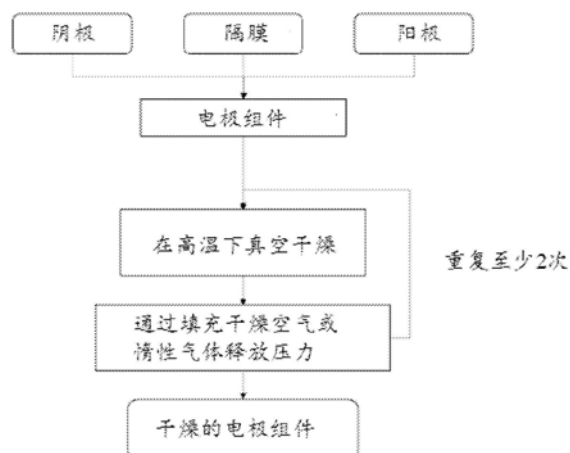 阴极
隔膜
阳极
电极组件
在高温下真空干燥
重复至少2次
通过填充干燥空气或
惰性气体释放压力
干燥的电极组件